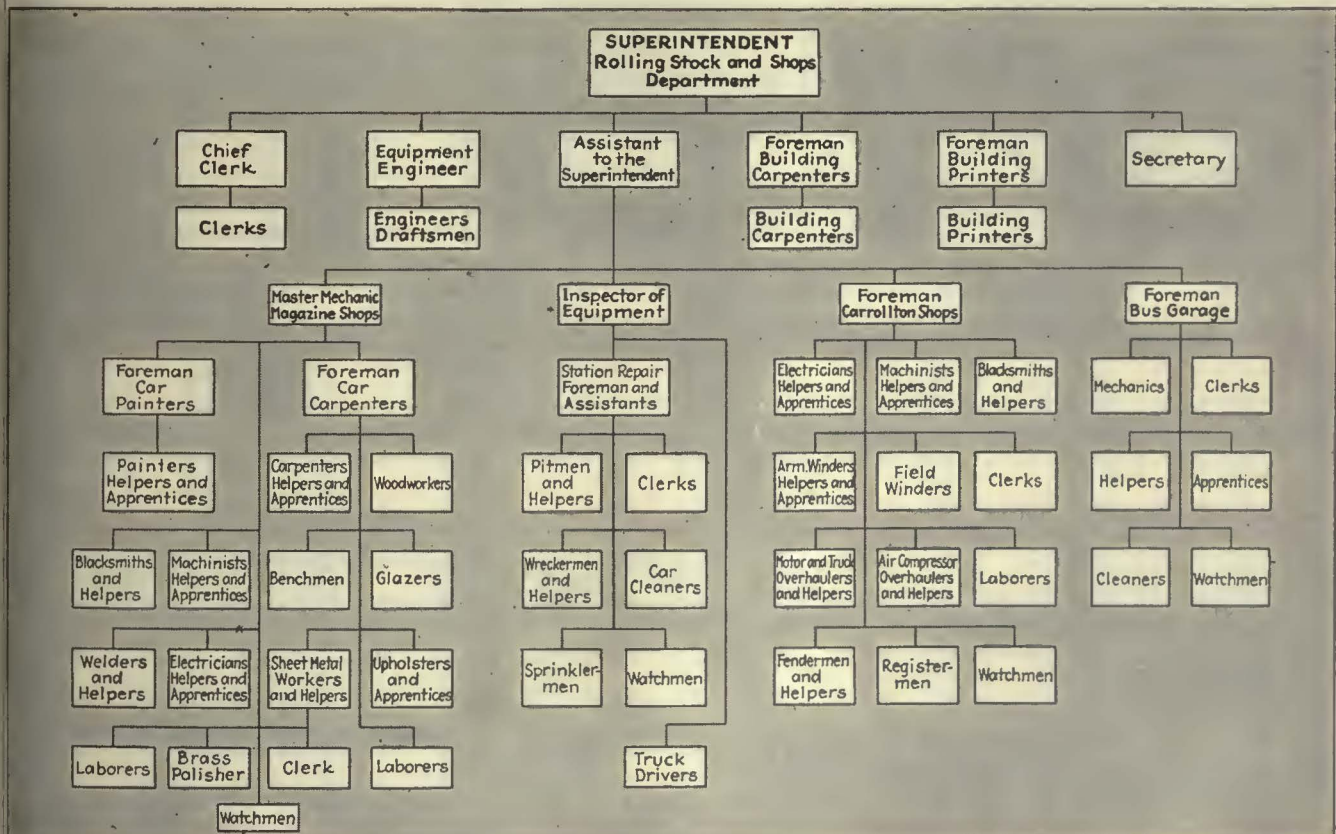 SUPERINTENDENT
Rolling Stock and Shops
Department
Chief
Clerk
Equipment
Engineer
Assistant
to the
Superintendent
Foreman
Building
Carpenters
Foreman
Building
Printers
Secretary
Clerks
Engineers
Draftsmen
Building
Carpenters
Building
Printers
Master Mechanic
Magazine Shops
Inspector of
Equipment
Foreman
Carrollton Shops
Foreman
Bus Garage
Foreman
Car
Painters
Foreman
Car
Carpenters
Station Repair
Foreman and
Assistants
Electricians
Helpers and
Apprentices
Machinists
Helpers and
Apprentices
Blacksmiths
and
Helpers
Mechanics
Clerks
Painters
Helpers and
Apprentices
Carpenters
Helpers and
Apprentices
Woodworkers
Pitmen
and
Helpers
Clerks
Arm. Winders
Helpers and
Apprentices
Field
Winders
Clerks
Helpers
Apprentices
Blacksmiths
and
Helpers
Machinists
Helpers and
Apprentices
Benchmen
Glazers
Wreckermen
and
Helpers
Car
Cleaners
Motor and Truck
Overhaulers
and Helpers
Air Compressor
Overhaulers
and Helpers
Laborers
Cleaners
Watchmen
Welders
and
Helpers
Electricians
Helpers and
Apprentices
Sheet Metal
Workers
and Helpers
Upholsters
and
Apprentices
Sprinkler-
men
Watchmen
Fendermen
and
Helpers
Register-
men
Watchmen
Laborers
Brass
Polisher
Clerk
Laborers
Truck
Drivers
Watchmen